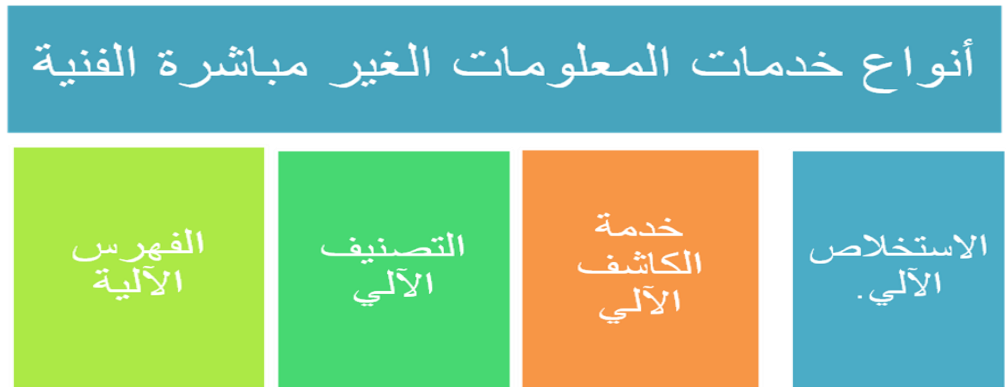 أنواع خدمات المعلومات الغير مباشرة الفنية
الاستخلاص
الآلي.
خدمة
الكاشف
الآلي
التصنيف
الآلي
الفهرس
الآلية